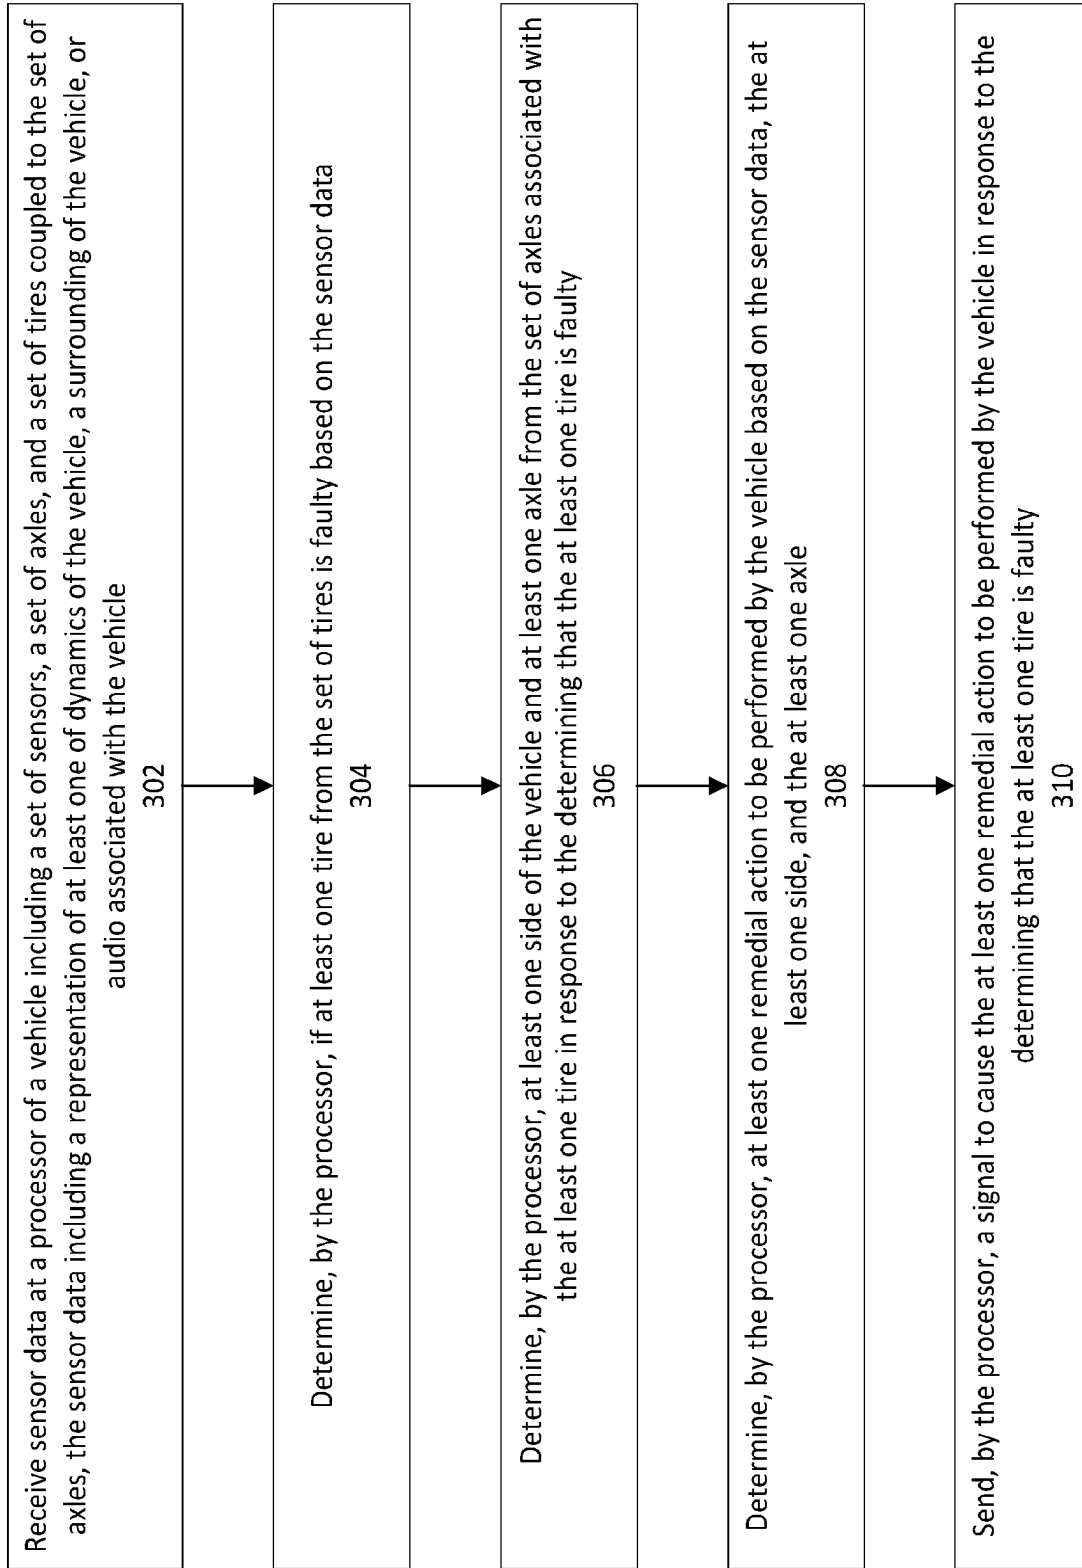 Receive sensor data at a processor of a vehicle including a set of sensors, a set of axles, and a set of tires coupled to the set of
axles, the sensor data including a representation of at least one of dynamics of the vehicle, a surrounding of the vehicle, or
audio associated with the vehicle
302
Determine, by the processor, if at least one tire from the set of tires is faulty based on the sensor data
304
Determine, by the processor, at least one side of the vehicle and at least one axle from the set of axles associated with
the at least one tire in response to the determining that the at least one tire is faulty
306
Determine, by the processor, at least one remedial action to be performed by the vehicle based on the sensor data, the at
least one side, and the at least one axle
308
Send, by the processor, a signal to cause the at least one remedial action to be performed by the vehicle in response to the
determining that the at least one tire is faulty
310